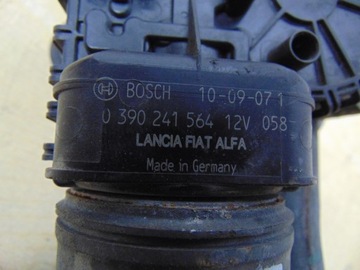 BOSCH 10-09-07 1
0 390 241 564 12V 058
LANCIA FIAT ALFA
Made in Germany